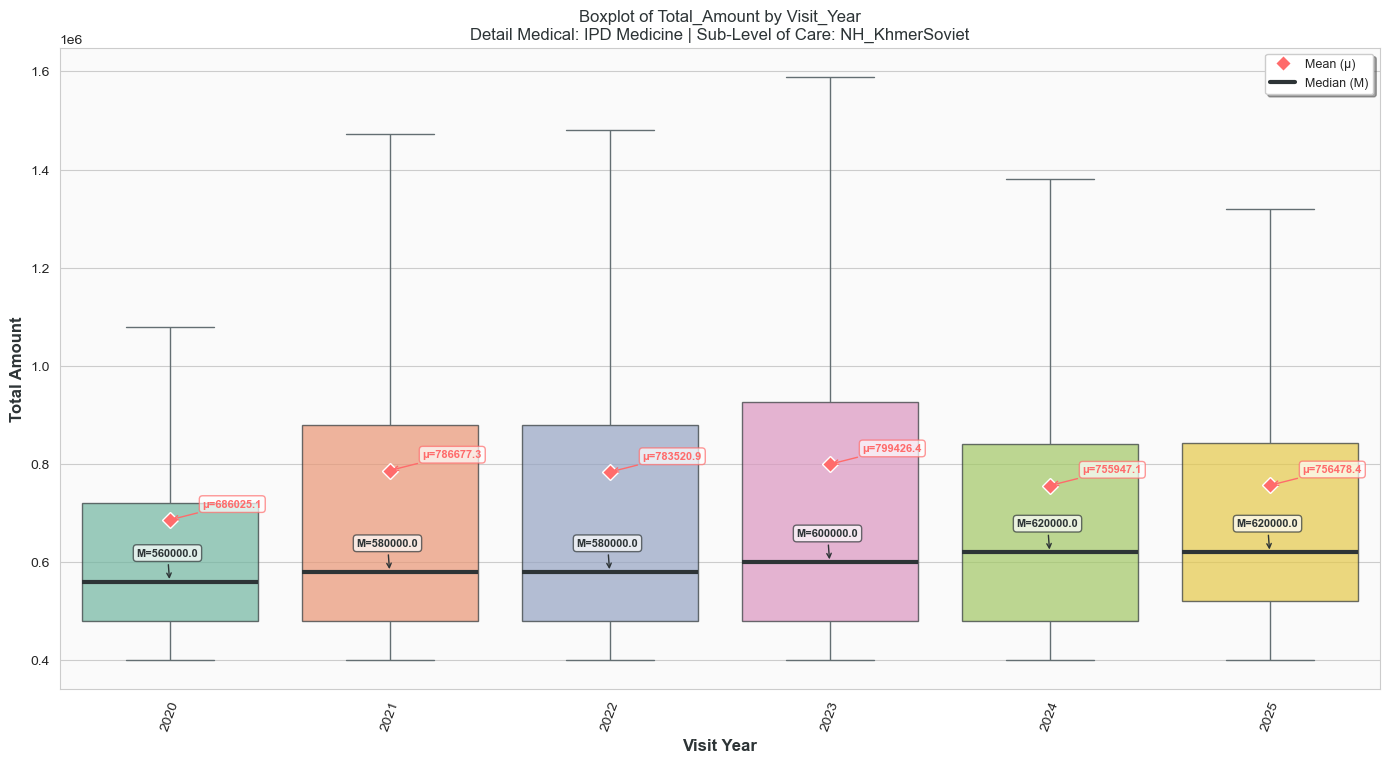 Boxplot of Total_Amount by Visit_Year
Detail Medical: IPD Medicine | Sub-Level of Care: NH_KhmerSoviet
1e6
Mean (μ)
Median (M)
1.6
1.4
1.2
1.0
0.8
0.6
0.4
Total Amount
μ=686025.1
M=560000.0
μ=786677.3
M=580000.0
μ=783520.9
M=580000.0
μ=799426.4
M=600000.0
μ=755947.1
M=620000.0
μ=756478.4
M=620000.0
2020
2021
2022
2023
2024
2025
Visit Year